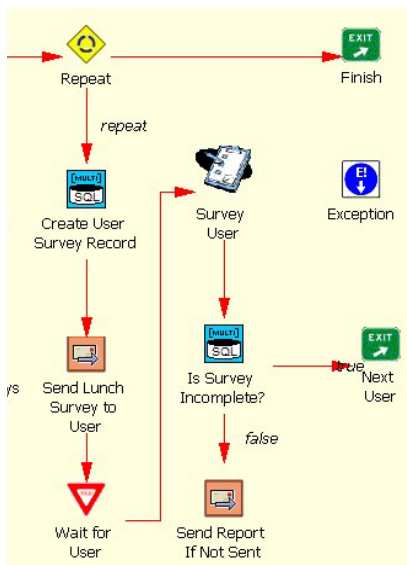 EXIT
Repeat
Finish
repeat
[MULTI]
SQL
E!
Create User
Survey Record
Survey
User
Exception
[MULTI]
SQL
EXIT
ys
Send Lunch
Survey to
User
Is Survey
Incomplete?
true
Next
User
false
Wait for
User
Send Report
If Not Sent